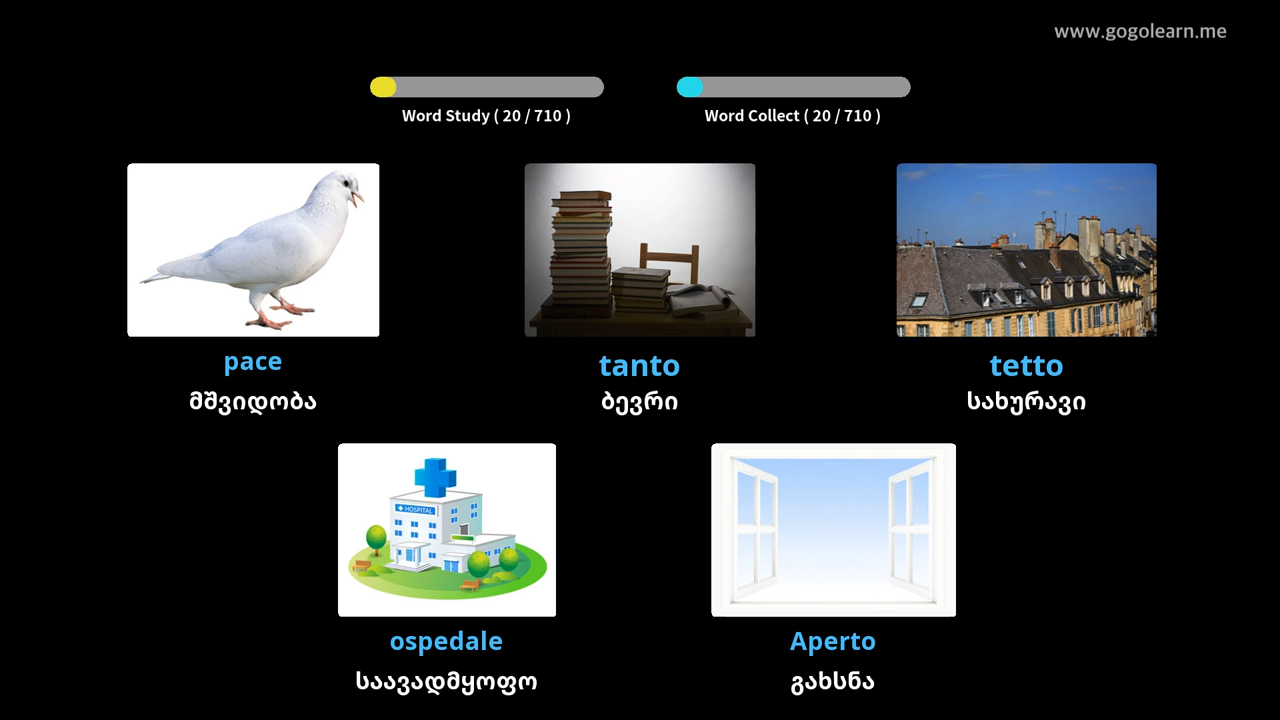 www.gogolearn.me
Word Study ( 20 / 710 )
Word Collect ( 20 / 710 )
pace
მშვიდობა
tanto
ბევრი
tetto
სახურავი
HOSPITAL
ospedale
საავადმყოფო
Aperto
გახსნა